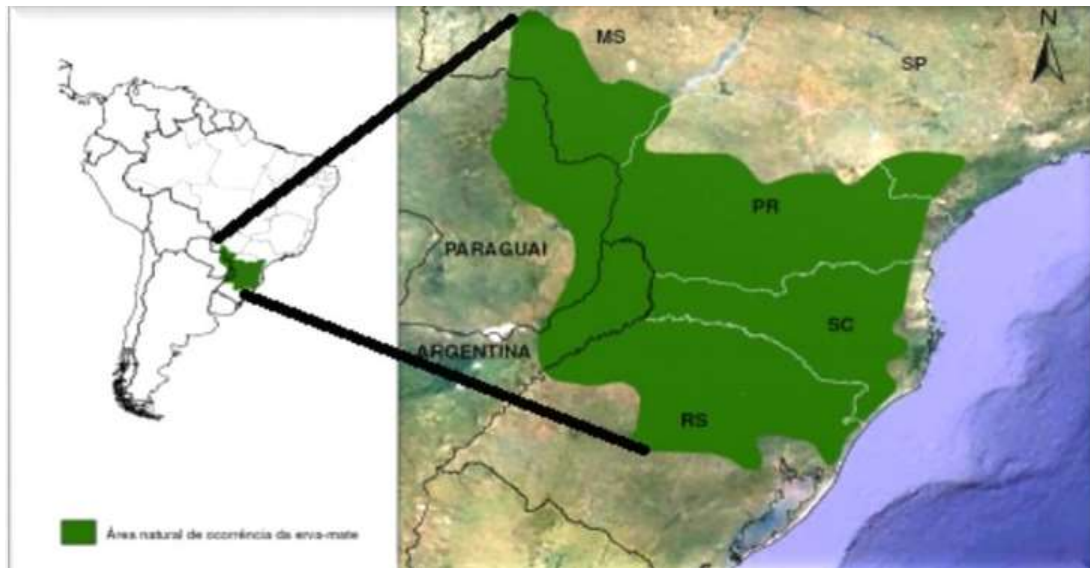 N
MS
SP
PR
PARAGUAI
SC
ARGENTINA
RS
Área natural de ocorrência da erva-mate